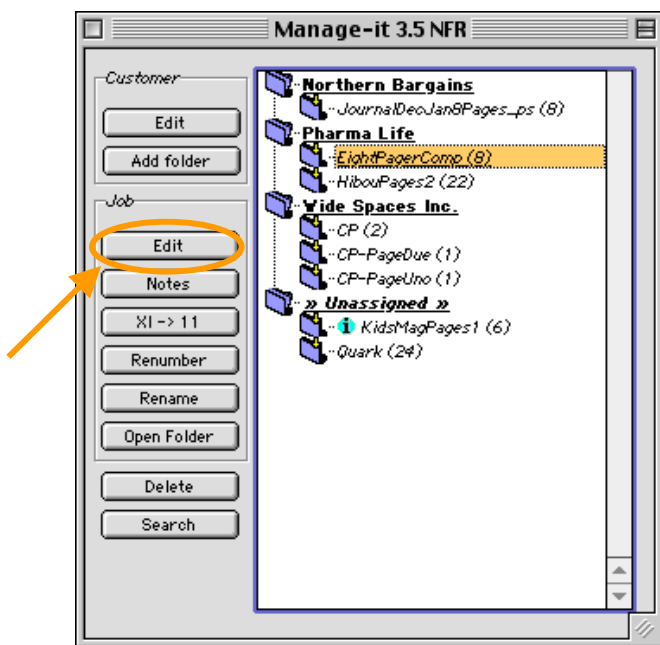 Manage-it 3.5 NFR
Customer
Edit
Add folder
Job
Edit
Notes
XI -> 11
Renumber
Rename
Open Folder
Delete
Search
Northern Bargains
JournalDecJan8Pages_ps (8)
Pharma Life
EightPagerComp (8)
HibouPages2 (22)
Wide Spaces Inc.
CP (2)
CP-PageDue (1)
CP-PageUno (1)
» Unassigned »
i KidsMagPages1 (6)
Quark (24)